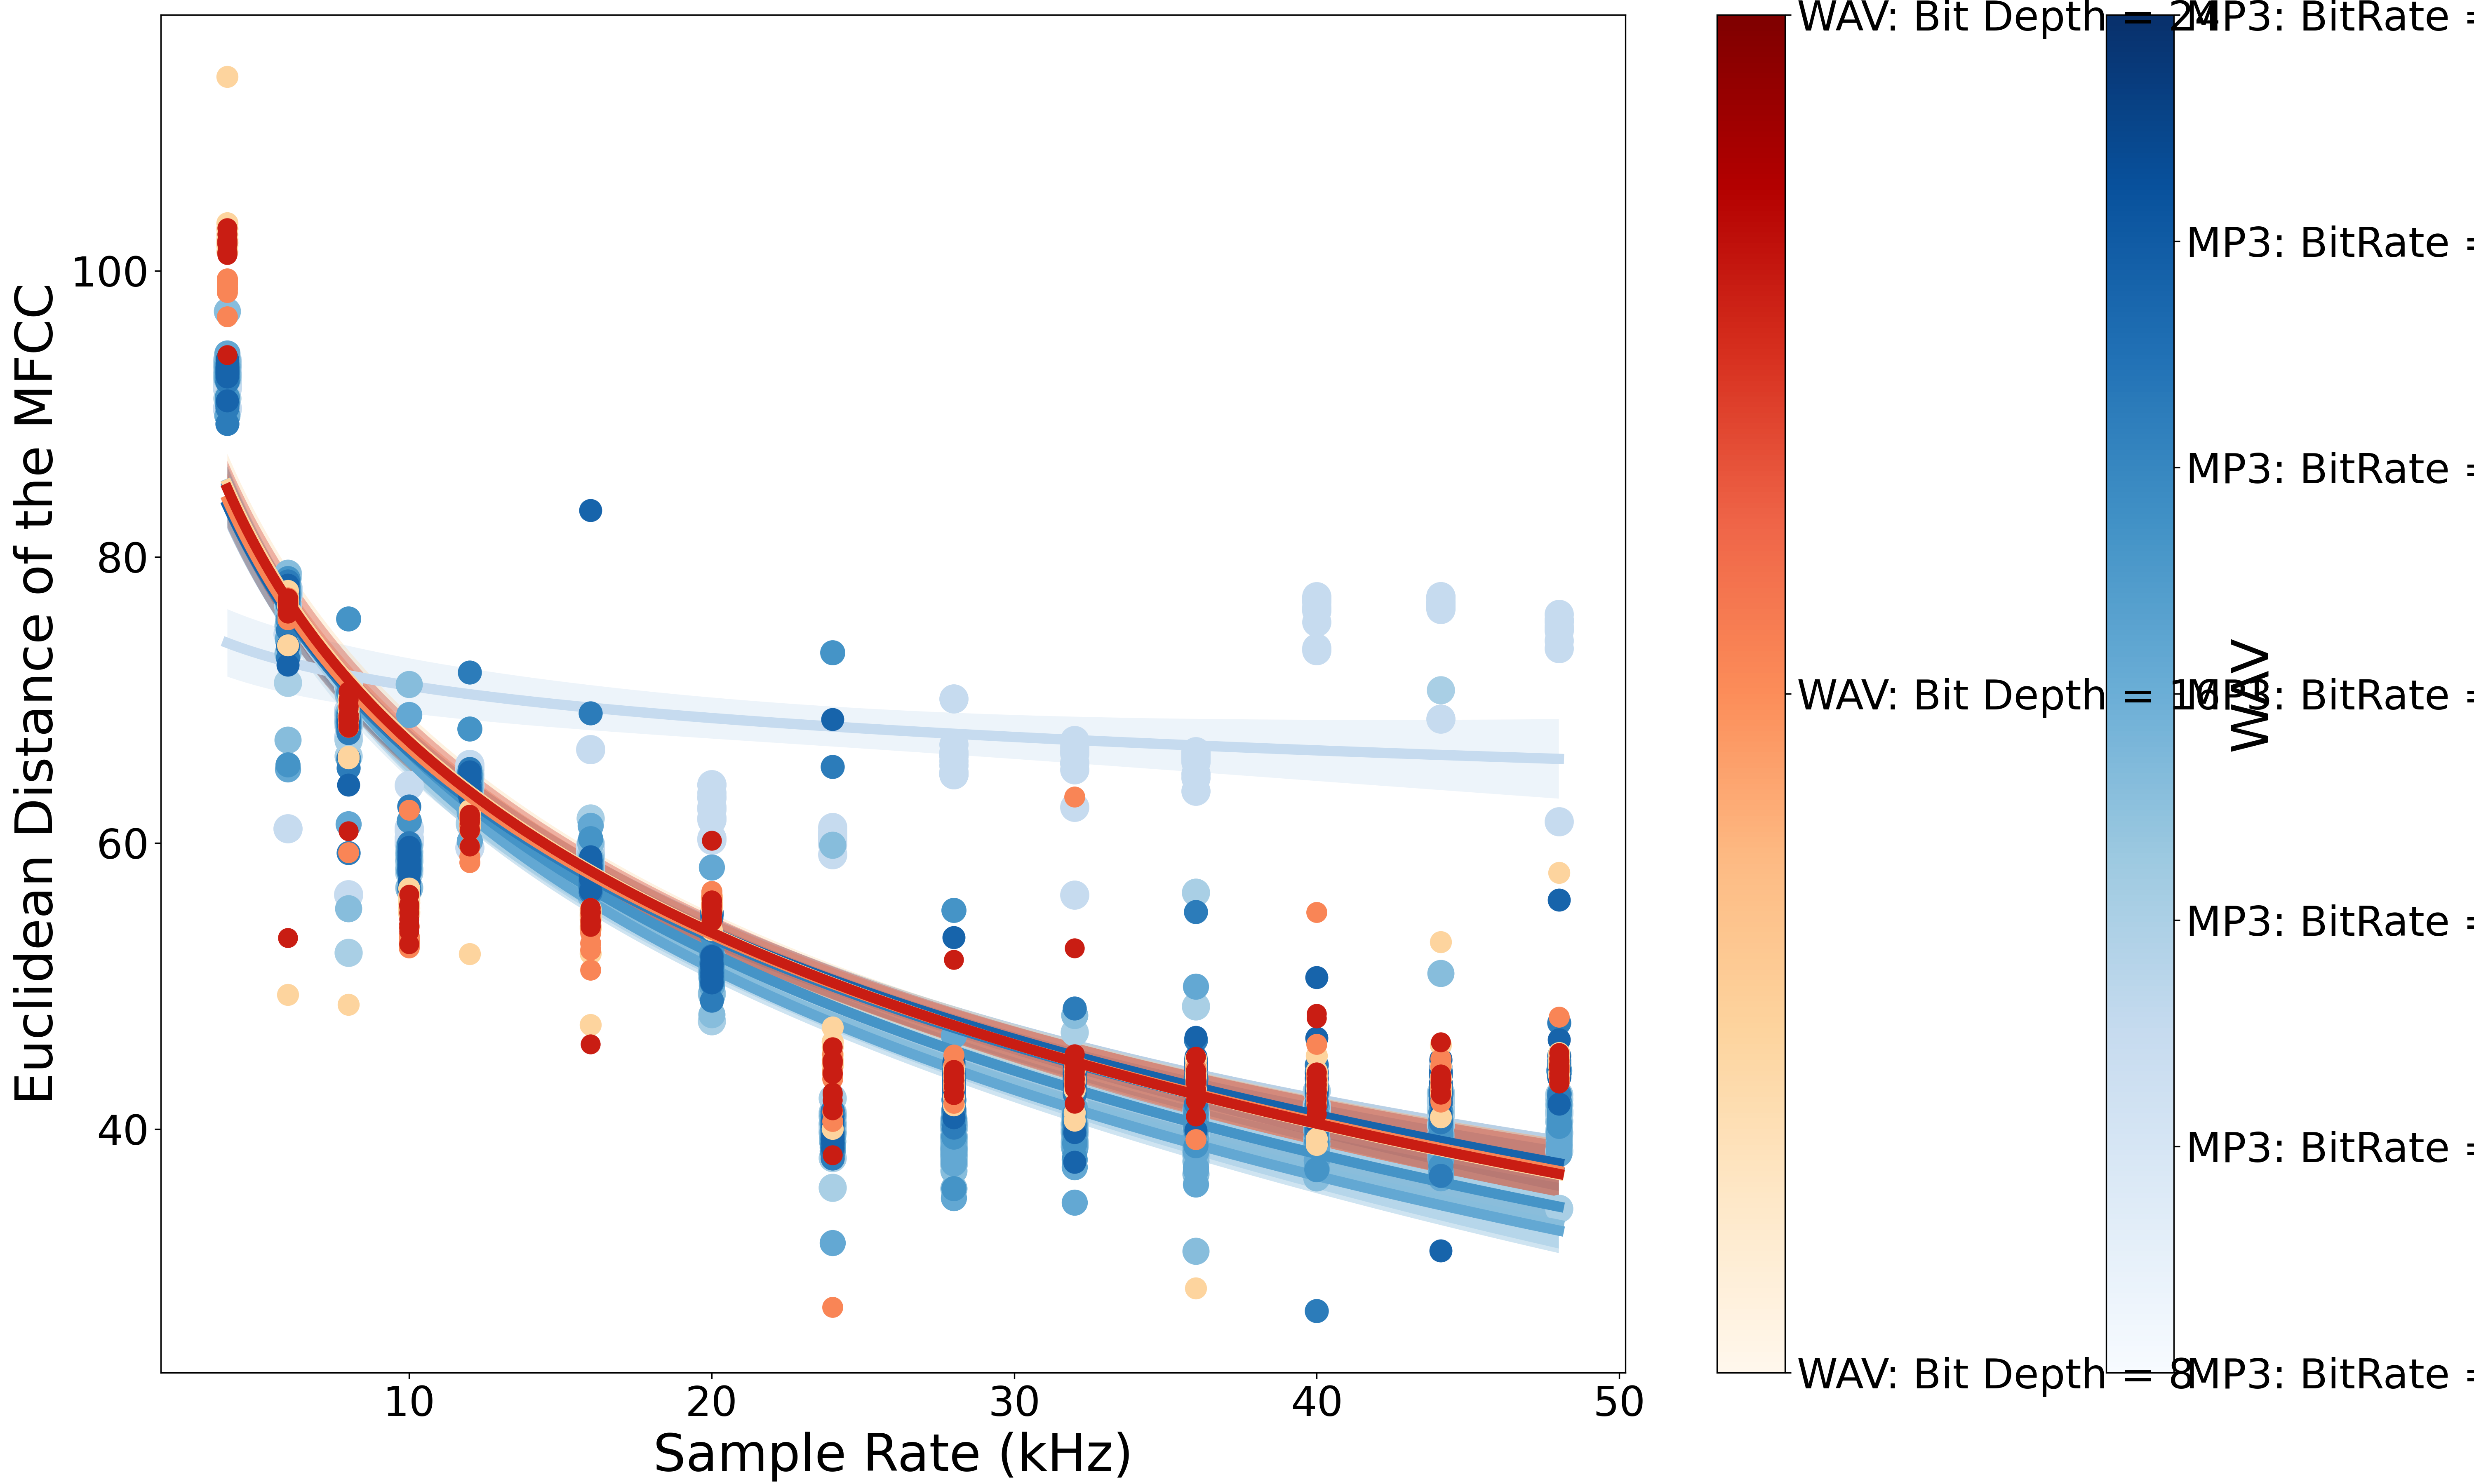 Euclidean Distance of the MFCC
100
80
60
40
10
20
30
40
50
Sample Rate (kHz)
WAV: Bit Depth = 24
WAV: Bit Depth = 16
WAV: Bit Depth = 8
WAV
MP3: BitRate =
MP3: BitRate =
MP3: BitRate =
MP3: BitRate =
MP3: BitRate =
MP3: BitRate =
MP3: BitRate =